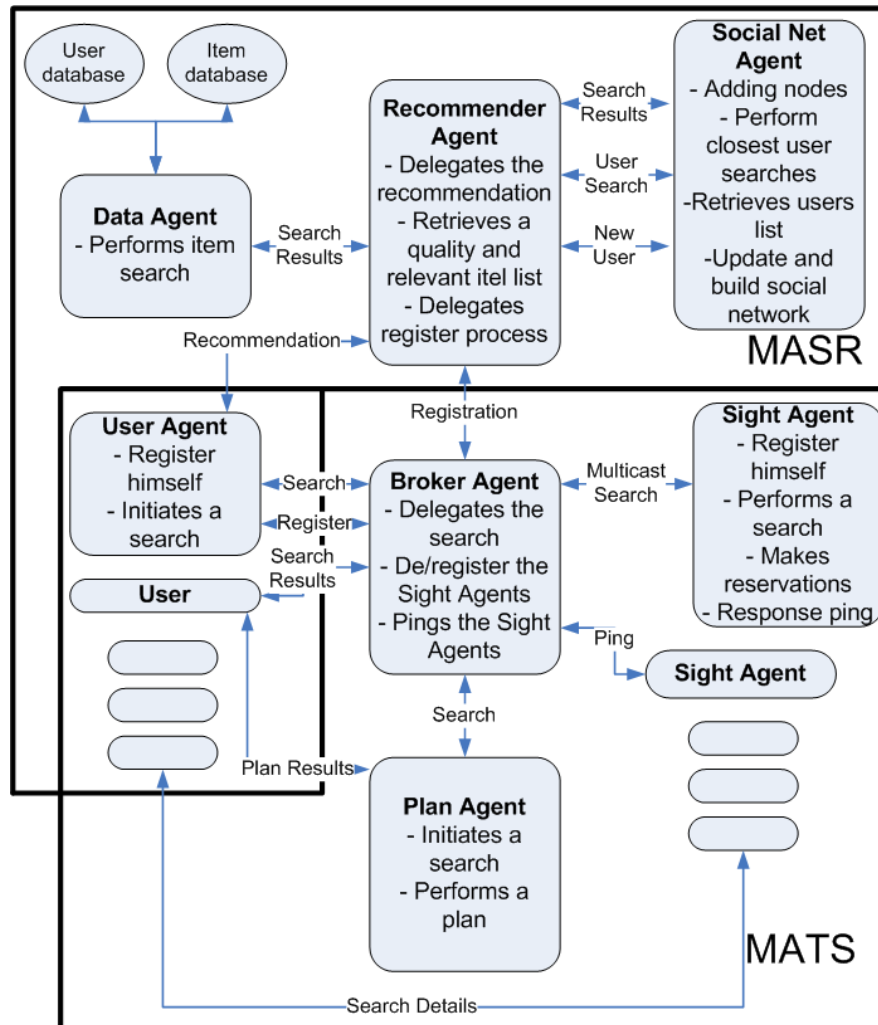 User
database
Item
database
Social Net
Agent
- Adding nodes
- Perform
closest user
searches
-Retrieves users
list
-Update and
build social
network
Recommender
Agent
- Delegates the
recommendation
- Retrieves a
quality and
relevant itel list
- Delegates
register process
Search
Results
User
Search
New
User
Data Agent
- Performs item
search
Search
Results
Recommendation
MASR
Registration
User Agent
- Register
himself
- Initiates a
search
Search
Register
Search
Results
Broker Agent
- Delegates the
search
- De/register the
Sight Agents
- Pings the Sight
Agents
Multicast
Search
Sight Agent
- Register
himself
- Performs a
search
- Makes
reservations
- Response ping
User
Ping
Sight Agent
Search
Plan Results
Plan Agent
- Initiates a
search
- Performs a
plan
MATS
Search Details